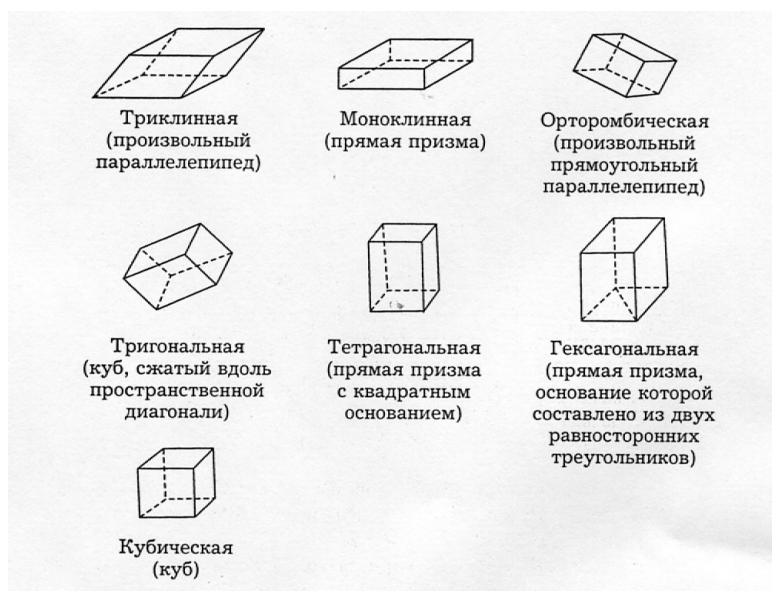 Триклинная
(произвольный
параллелепипед)
Моноклинная
(прямая призма)
Орторомбическая
(произвольный
прямоугольный
параллелепипед)
Тригональная
(куб, сжатый вдоль
пространственной
диагонали)
Тетрагональная
(прямая призма
с квадратным
основанием)
Гексагональная
(прямая призма,
основание которой
составлено из двух
равносторонних
треугольников)
Кубическая
(куб)